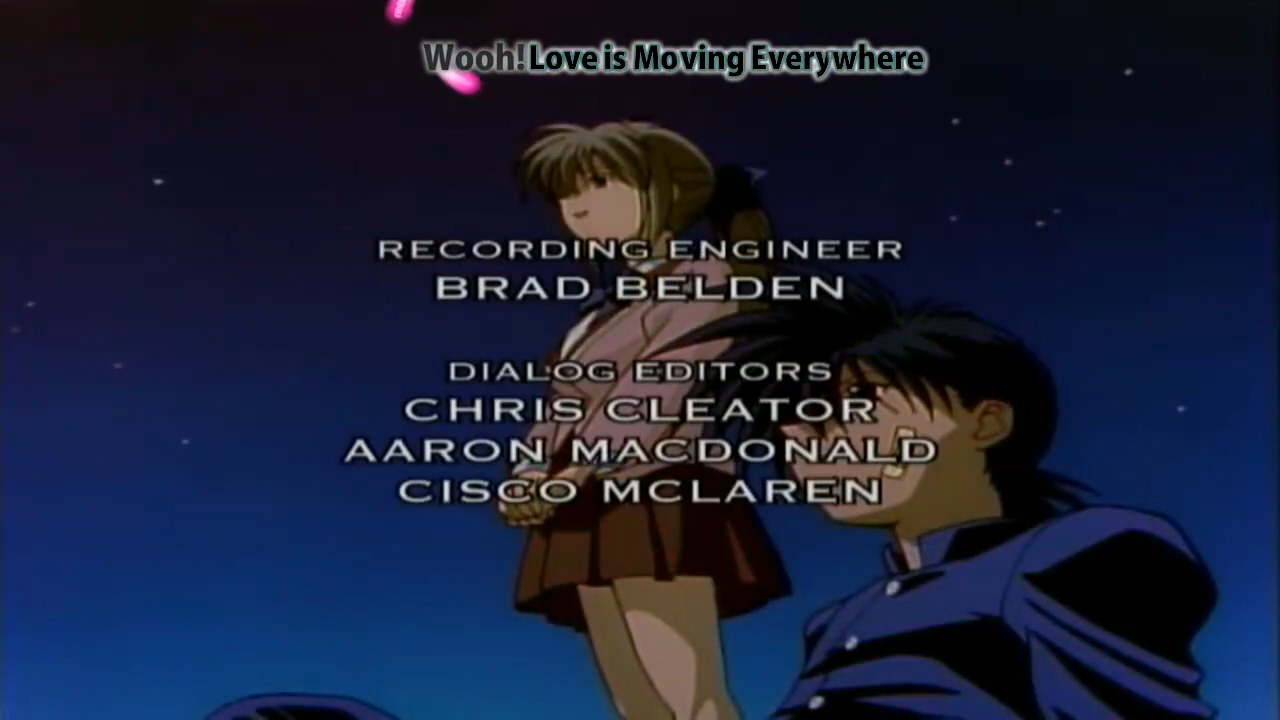 Wooh! Love is Moving Everywhere
RECORDING ENGINEER
BRAD BELDEN
DIALOG EDITORS
CHRIS CLEATOR
AARON MACDONALD
CISCO MCLAREN